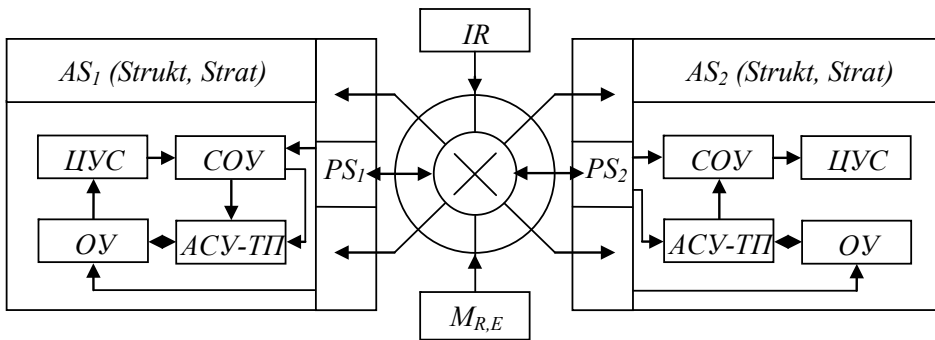 IR
AS1 (Strukt, Strat)
AS2 (Strukt, Strat)
ЦУС
СОУ
PS1
ОУ
АСУ-ТП
PS2
СОУ
ЦУС
АСУ-ТП
ОУ
MR,E